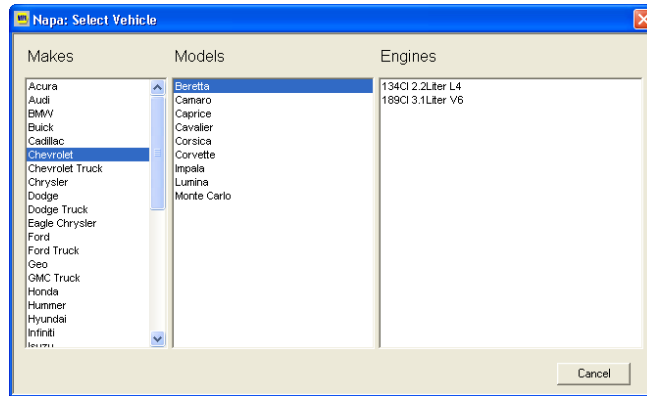 Napa: Select Vehicle
Makes
Models
Engines
Acura
Audi
BMW
Buick
Cadillac
Chevrolet
Chevrolet Truck
Chrysler
Dodge
Dodge Truck
Eagle Chrysler
Ford
Ford Truck
Geo
GMC Truck
Honda
Hummer
Hyundai
Infiniti
Isuzu
Beretta
Camaro
Caprice
Cavalier
Corsica
Corvette
Impala
Lumina
Monte Carlo
134CI 2.2Liter L4
189CI 3.1Liter V6
Cancel